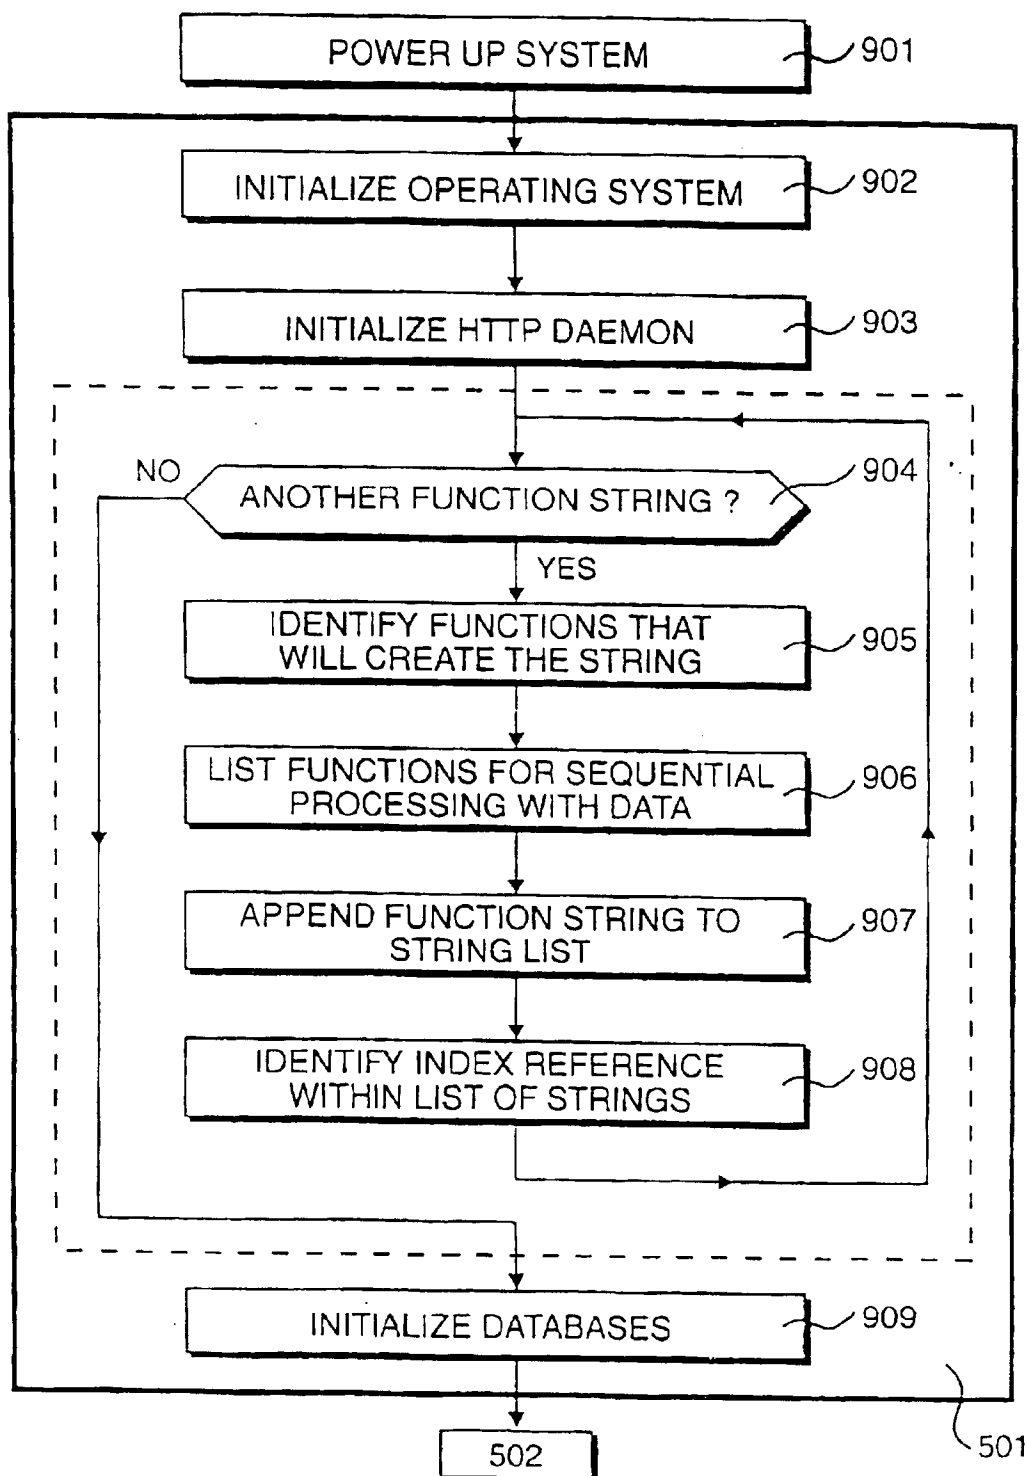 POWER UP SYSTEM
901
INITIALIZE OPERATING SYSTEM
902
INITIALIZE HTTP DAEMON
903
NO
ANOTHER FUNCTION STRING ?
904
YES
IDENTIFY FUNCTIONS THAT
WILL CREATE THE STRING
905
LIST FUNCTIONS FOR SEQUENTIAL
PROCESSING WITH DATA
906
APPEND FUNCTION STRING TO
STRING LIST
907
IDENTIFY INDEX REFERENCE
WITHIN LIST OF STRINGS
908
INITIALIZE DATABASES
909
501
502